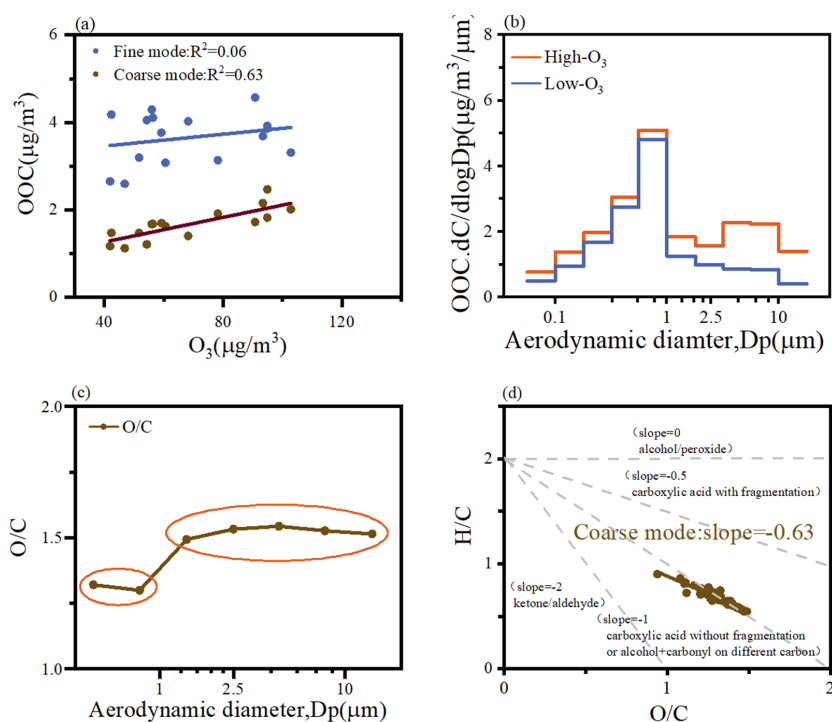 (a)
Fine mode:R²=0.06
Coarse mode:R²=0.63
OOC(μg/m³)
8
6
4
2
0
40
80
120
O₃(μg/m³)
(b)
High-O₃
Low-O₃
OOC.dC/dlogDp(μg/m³/μm)
8
6
4
2
0
0.1
1
2.5
10
Aerodynamic diamter,Dp(μm)
(c)
O/C
O/C
2.0
1.5
1.0
1
2.5
10
Aerodynamic diameter,Dp(μm)
(d)
(slope=0
alcohol/peroxide)
(slope=-0.5
carboxylic acid with fragmentation)
Coarse mode:slope=-0.63
(slope=-2
ketone/aldehyde)
(slope=-1
carboxylic acid without fragmentation
or alcohol+carbonyl on different carbon)
H/C
2
1
0
0
1
2
O/C